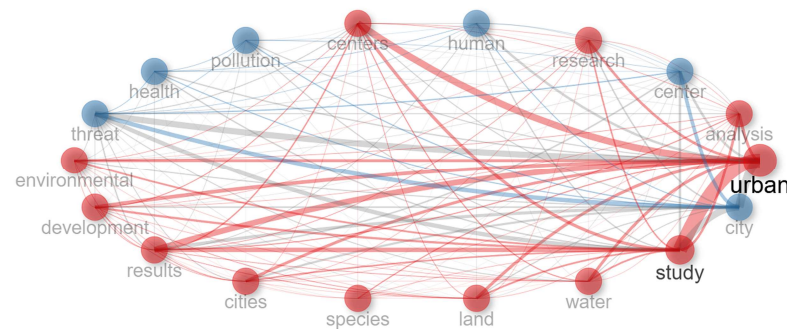 centers
human
pollution
research
health
center
threat
analysis
environmental
urban
development
city
results
study
cities
water
species
land